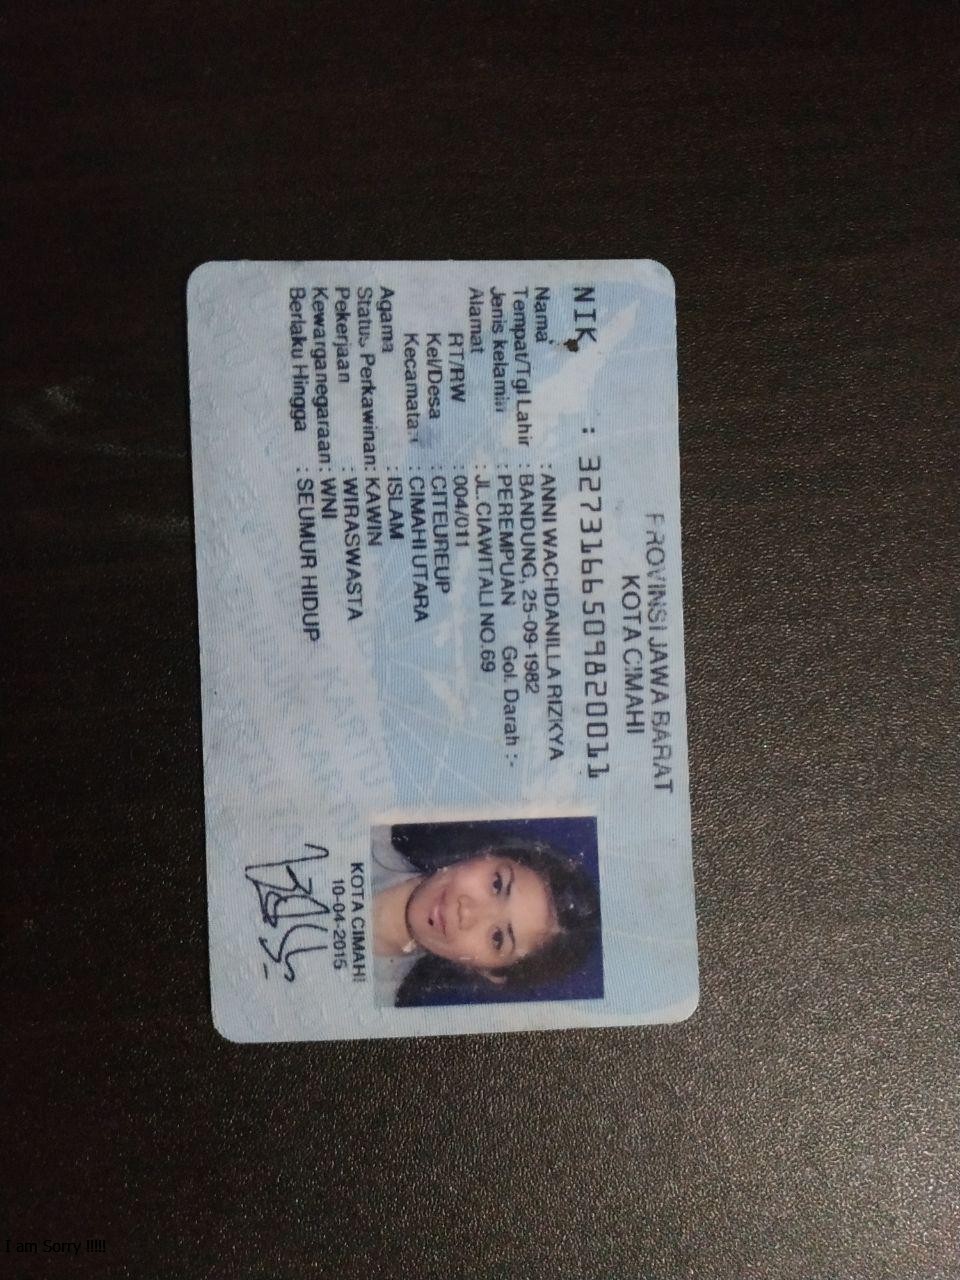 PROVINSI JAWA BARAT
KOTA CIMAHI
NIK : 3273166509820011
Nama : ANNI WACHDANILLA RIZKYA
Tempat/Tgl Lahir : BANDUNG, 25-09-1982
Jenis kelamin : PEREMPUAN Gol. Darah : -
Alamat : JL. CIAWITALI NO.69
RT/RW : 004/011
Kel/Desa : CITEUREUP
Kecamatan : CIMAHI UTARA
Agama : ISLAM
Status Perkawinan: KAWIN
Pekerjaan : WIRASWASTA
Kewarganegaraan: WNI
Berlaku Hingga : SEUMUR HIDUP
KOTA CIMAHI
10-04-2015
I am Sorry !!!!!